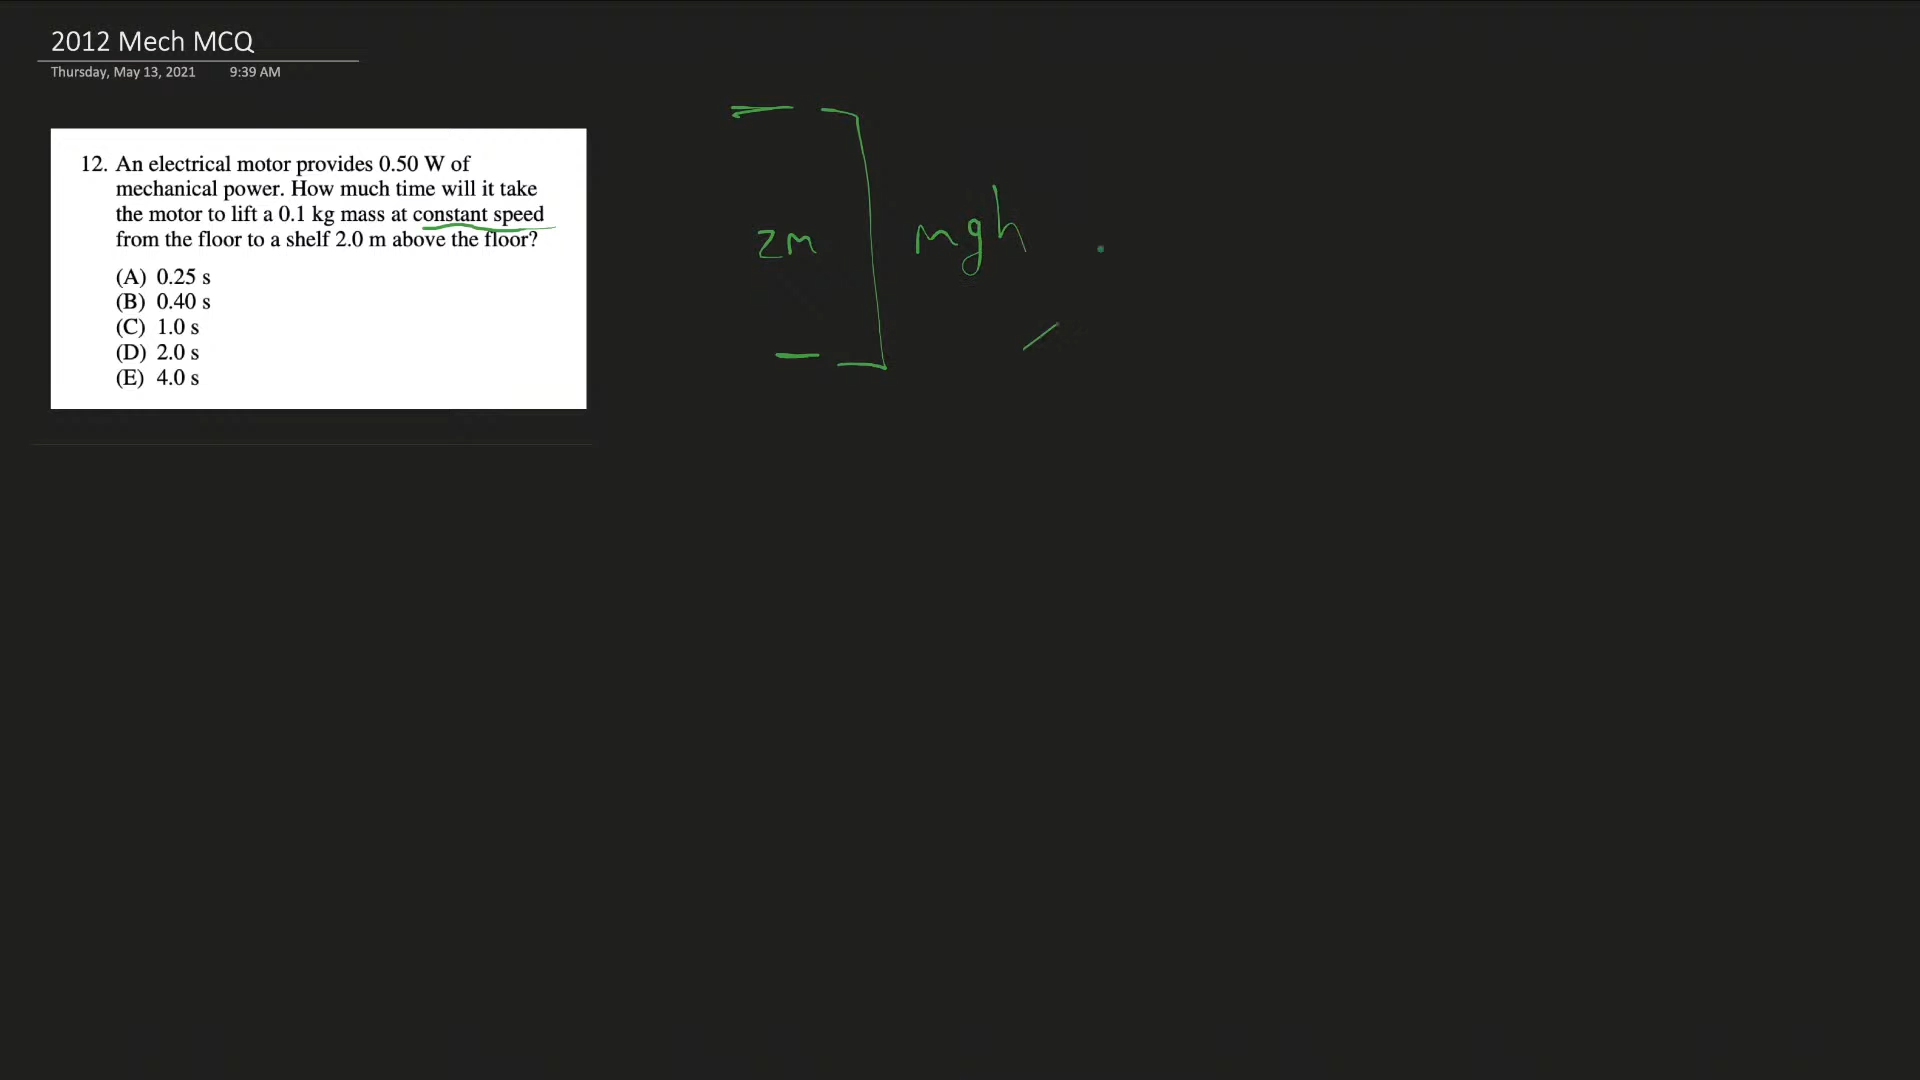 2012 Mech MCQ
Thursday, May 13, 2021 9:39 AM
12. An electrical motor provides 0.50 W of
mechanical power. How much time will it take
the motor to lift a 0.1 kg mass at constant speed
from the floor to a shelf 2.0 m above the floor?
(A) 0.25 s
(B) 0.40 s
(C) 1.0 s
(D) 2.0 s
(E) 4.0 s
2m mgh